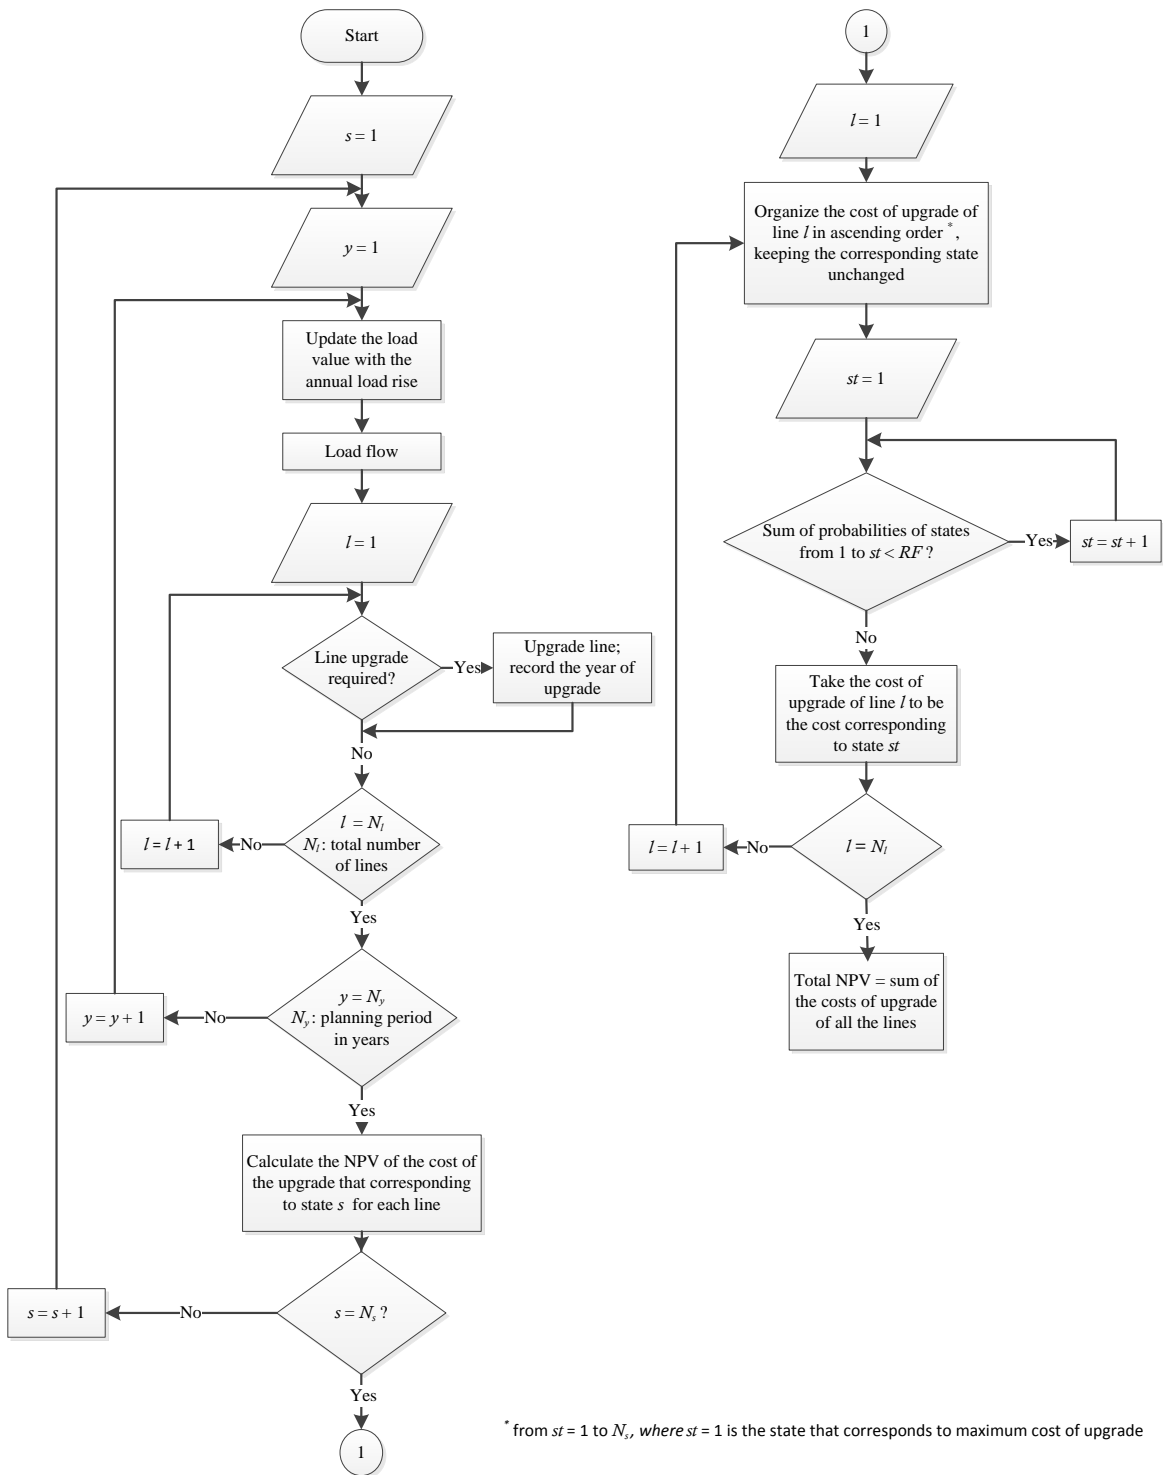 Start
s = 1
y = 1
Update the load
value with the
annual load rise
Load flow
l = 1
Line upgrade
required?
Yes
Upgrade line;
record the year of
upgrade
No
l = N_l
N_l: total number
of lines
No
l = l + 1
Yes
y = N_y
N_y: planning period
in years
No
y = y + 1
Yes
Calculate the NPV of the cost of
the upgrade that corresponding
to state s for each line
s = N_s ?
No
s = s + 1
Yes
1
1
l = 1
Organize the cost of upgrade of
line l in ascending order *,
keeping the corresponding state
unchanged
st = 1
Sum of probabilities of states
from 1 to st < RF ?
Yes
st = st + 1
No
Take the cost of
upgrade of line l to be
the cost corresponding
to state st
l = N_l
No
l = l + 1
Yes
Total NPV = sum of
the costs of upgrade
of all the lines
* from st = 1 to N_s, where st = 1 is the state that corresponds to maximum cost of upgrade